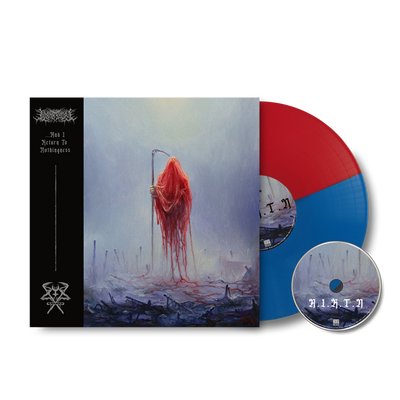 ...And I
Return To
Nothingness
.R.T.N
A.I.R.T.N